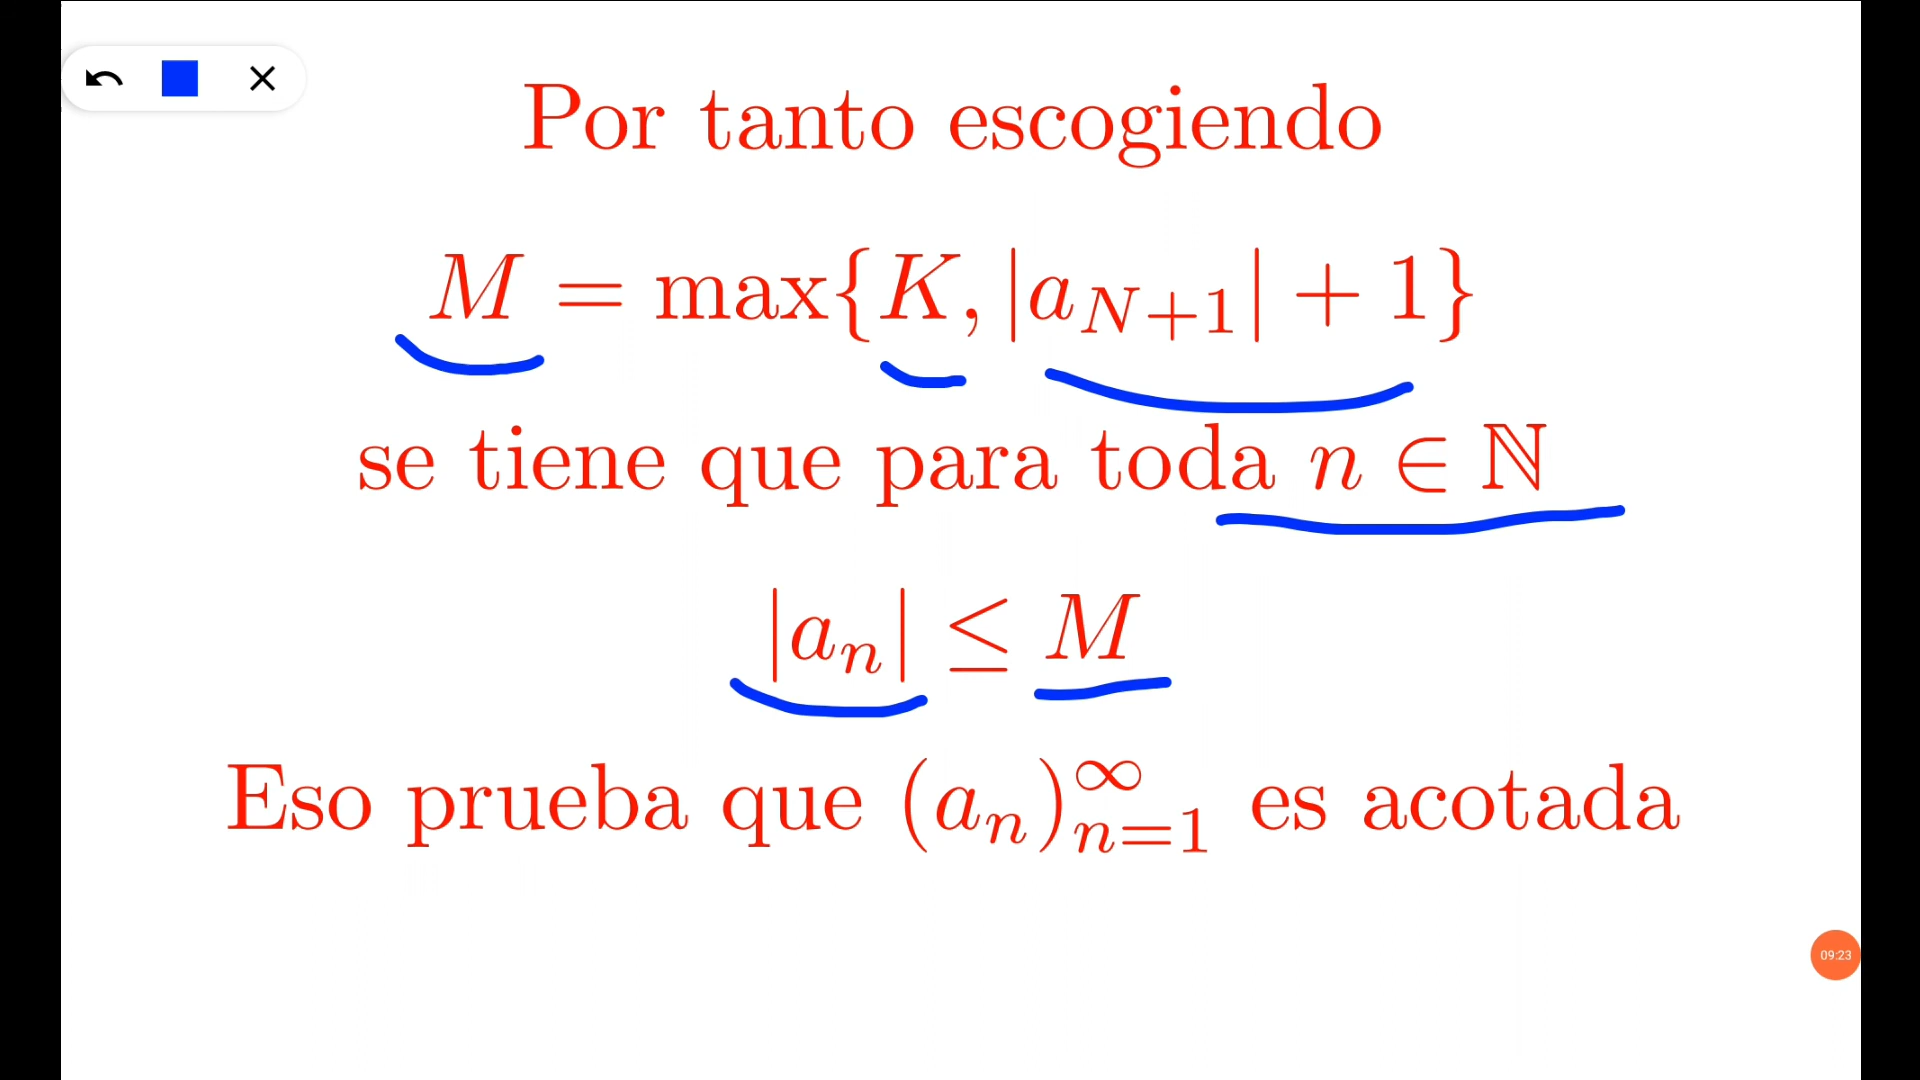 Por tanto escogiendo
M = max{K, |a_{N+1}| + 1}
se tiene que para toda n ∈ ℕ
|a_n| ≤ M
Eso prueba que (a_n)_{n=1}^∞ es acotada
09:23